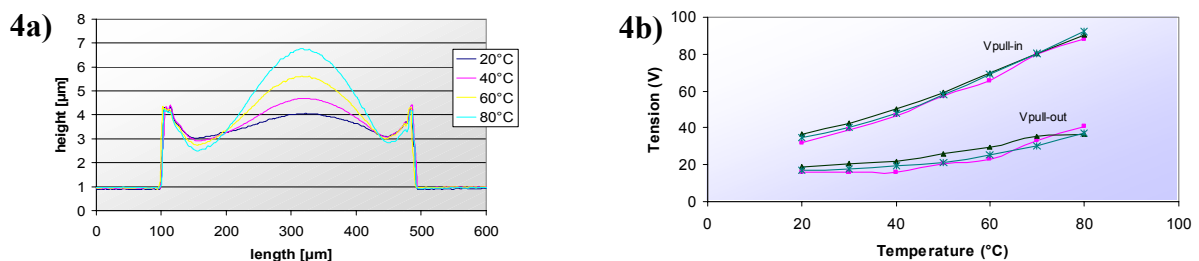 4a)
8
7
6
5
4
3
2
1
0
height [µm]
0 100 200 300 400 500 600
length [µm]
20°C
40°C
60°C
80°C
4b)
100
80
60
40
20
0
Tension (V)
Vpull-in
Vpull-out
0 20 40 60 80 100
Temperature (°C)